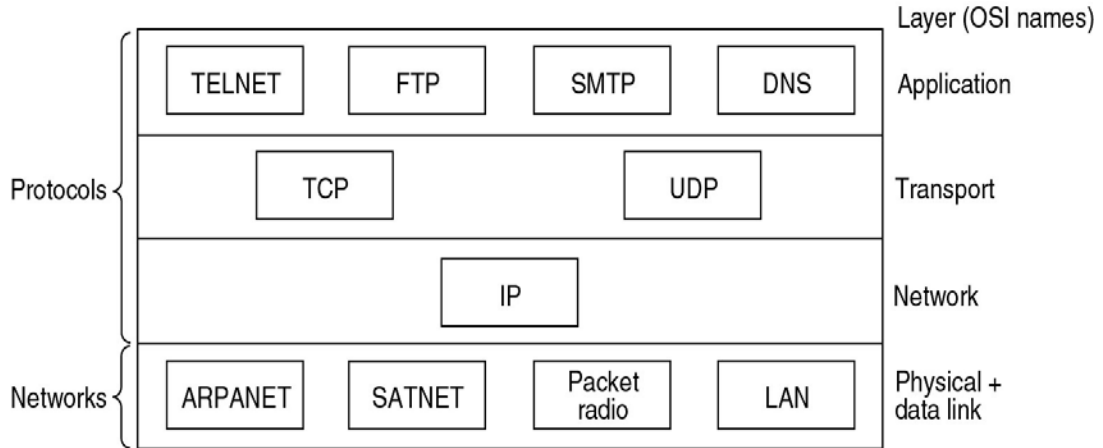 Layer (OSI names)
TELNET FTP SMTP DNS Application
Protocols TCP UDP Transport
IP Network
Networks ARPANET SATNET Packet radio LAN Physical + data link